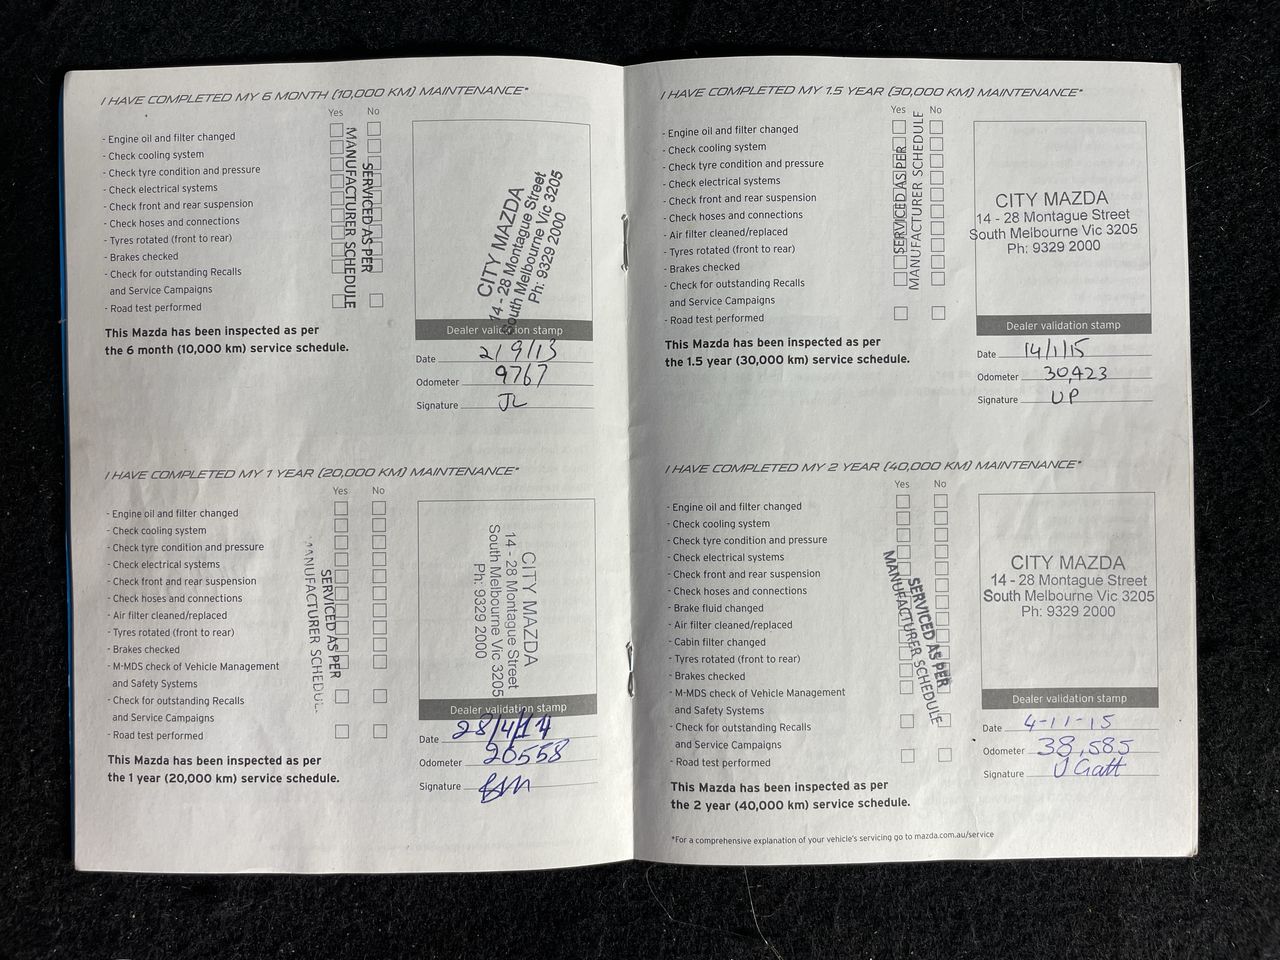 I HAVE COMPLETED MY 6 MONTH (10,000 KM) MAINTENANCE*
Yes No
- Engine oil and filter changed
- Check cooling system
- Check tyre condition and pressure
- Check electrical systems
- Check front and rear suspension
- Check hoses and connections
- Tyres rotated (front to rear)
- Brakes checked
- Check for outstanding Recalls
and Service Campaigns
- Road test performed
SERVICED AS PER
MANUFACTURER SCHEDULE
This Mazda has been inspected as per
the 6 month (10,000 km) service schedule.
CITY MAZDA
14 - 28 Montague Street
South Melbourne Vic 3205
Ph: 9329 2000
Dealer validation stamp
Date 2/9/13
Odometer 9767
Signature JL
I HAVE COMPLETED MY 1 YEAR (20,000 KM) MAINTENANCE*
Yes No
- Engine oil and filter changed
- Check cooling system
- Check tyre condition and pressure
- Check electrical systems
- Check front and rear suspension
- Check hoses and connections
- Air filter cleaned/replaced
- Tyres rotated (front to rear)
- Brakes checked
- M-MDS check of Vehicle Management
and Safety Systems
- Check for outstanding Recalls
and Service Campaigns
- Road test performed
SERVICED AS PER
MANUFACTURER SCHEDULE
This Mazda has been inspected as per
the 1 year (20,000 km) service schedule.
CITY MAZDA
14 - 28 Montague Street
South Melbourne Vic 3205
Ph: 9329 2000
Dealer validation stamp
Date 28/4/14
Odometer 20558
Signature
I HAVE COMPLETED MY 1.5 YEAR (30,000 KM) MAINTENANCE*
Yes No
- Engine oil and filter changed
- Check cooling system
- Check tyre condition and pressure
- Check electrical systems
- Check front and rear suspension
- Check hoses and connections
- Air filter cleaned/replaced
- Tyres rotated (front to rear)
- Brakes checked
- Check for outstanding Recalls
and Service Campaigns
- Road test performed
SERVICED AS PER
MANUFACTURER SCHEDULE
This Mazda has been inspected as per
the 1.5 year (30,000 km) service schedule.
CITY MAZDA
14 - 28 Montague Street
South Melbourne Vic 3205
Ph: 9329 2000
Dealer validation stamp
Date 14/1/15
Odometer 30,423
Signature UP
I HAVE COMPLETED MY 2 YEAR (40,000 KM) MAINTENANCE*
Yes No
- Engine oil and filter changed
- Check cooling system
- Check tyre condition and pressure
- Check electrical systems
- Check front and rear suspension
- Check hoses and connections
- Brake fluid changed
- Air filter cleaned/replaced
- Cabin filter changed
- Tyres rotated (front to rear)
- Brakes checked
- M-MDS check of Vehicle Management
and Safety Systems
- Check for outstanding Recalls
and Service Campaigns
- Road test performed
SERVICED AS PER
MANUFACTURER SCHEDULE
This Mazda has been inspected as per
the 2 year (40,000 km) service schedule.
CITY MAZDA
14 - 28 Montague Street
South Melbourne Vic 3205
Ph: 9329 2000
Dealer validation stamp
Date 4-11-15
Odometer 38,585
Signature J Gatt
*For a comprehensive explanation of your vehicle's servicing go to mazda.com.au/service